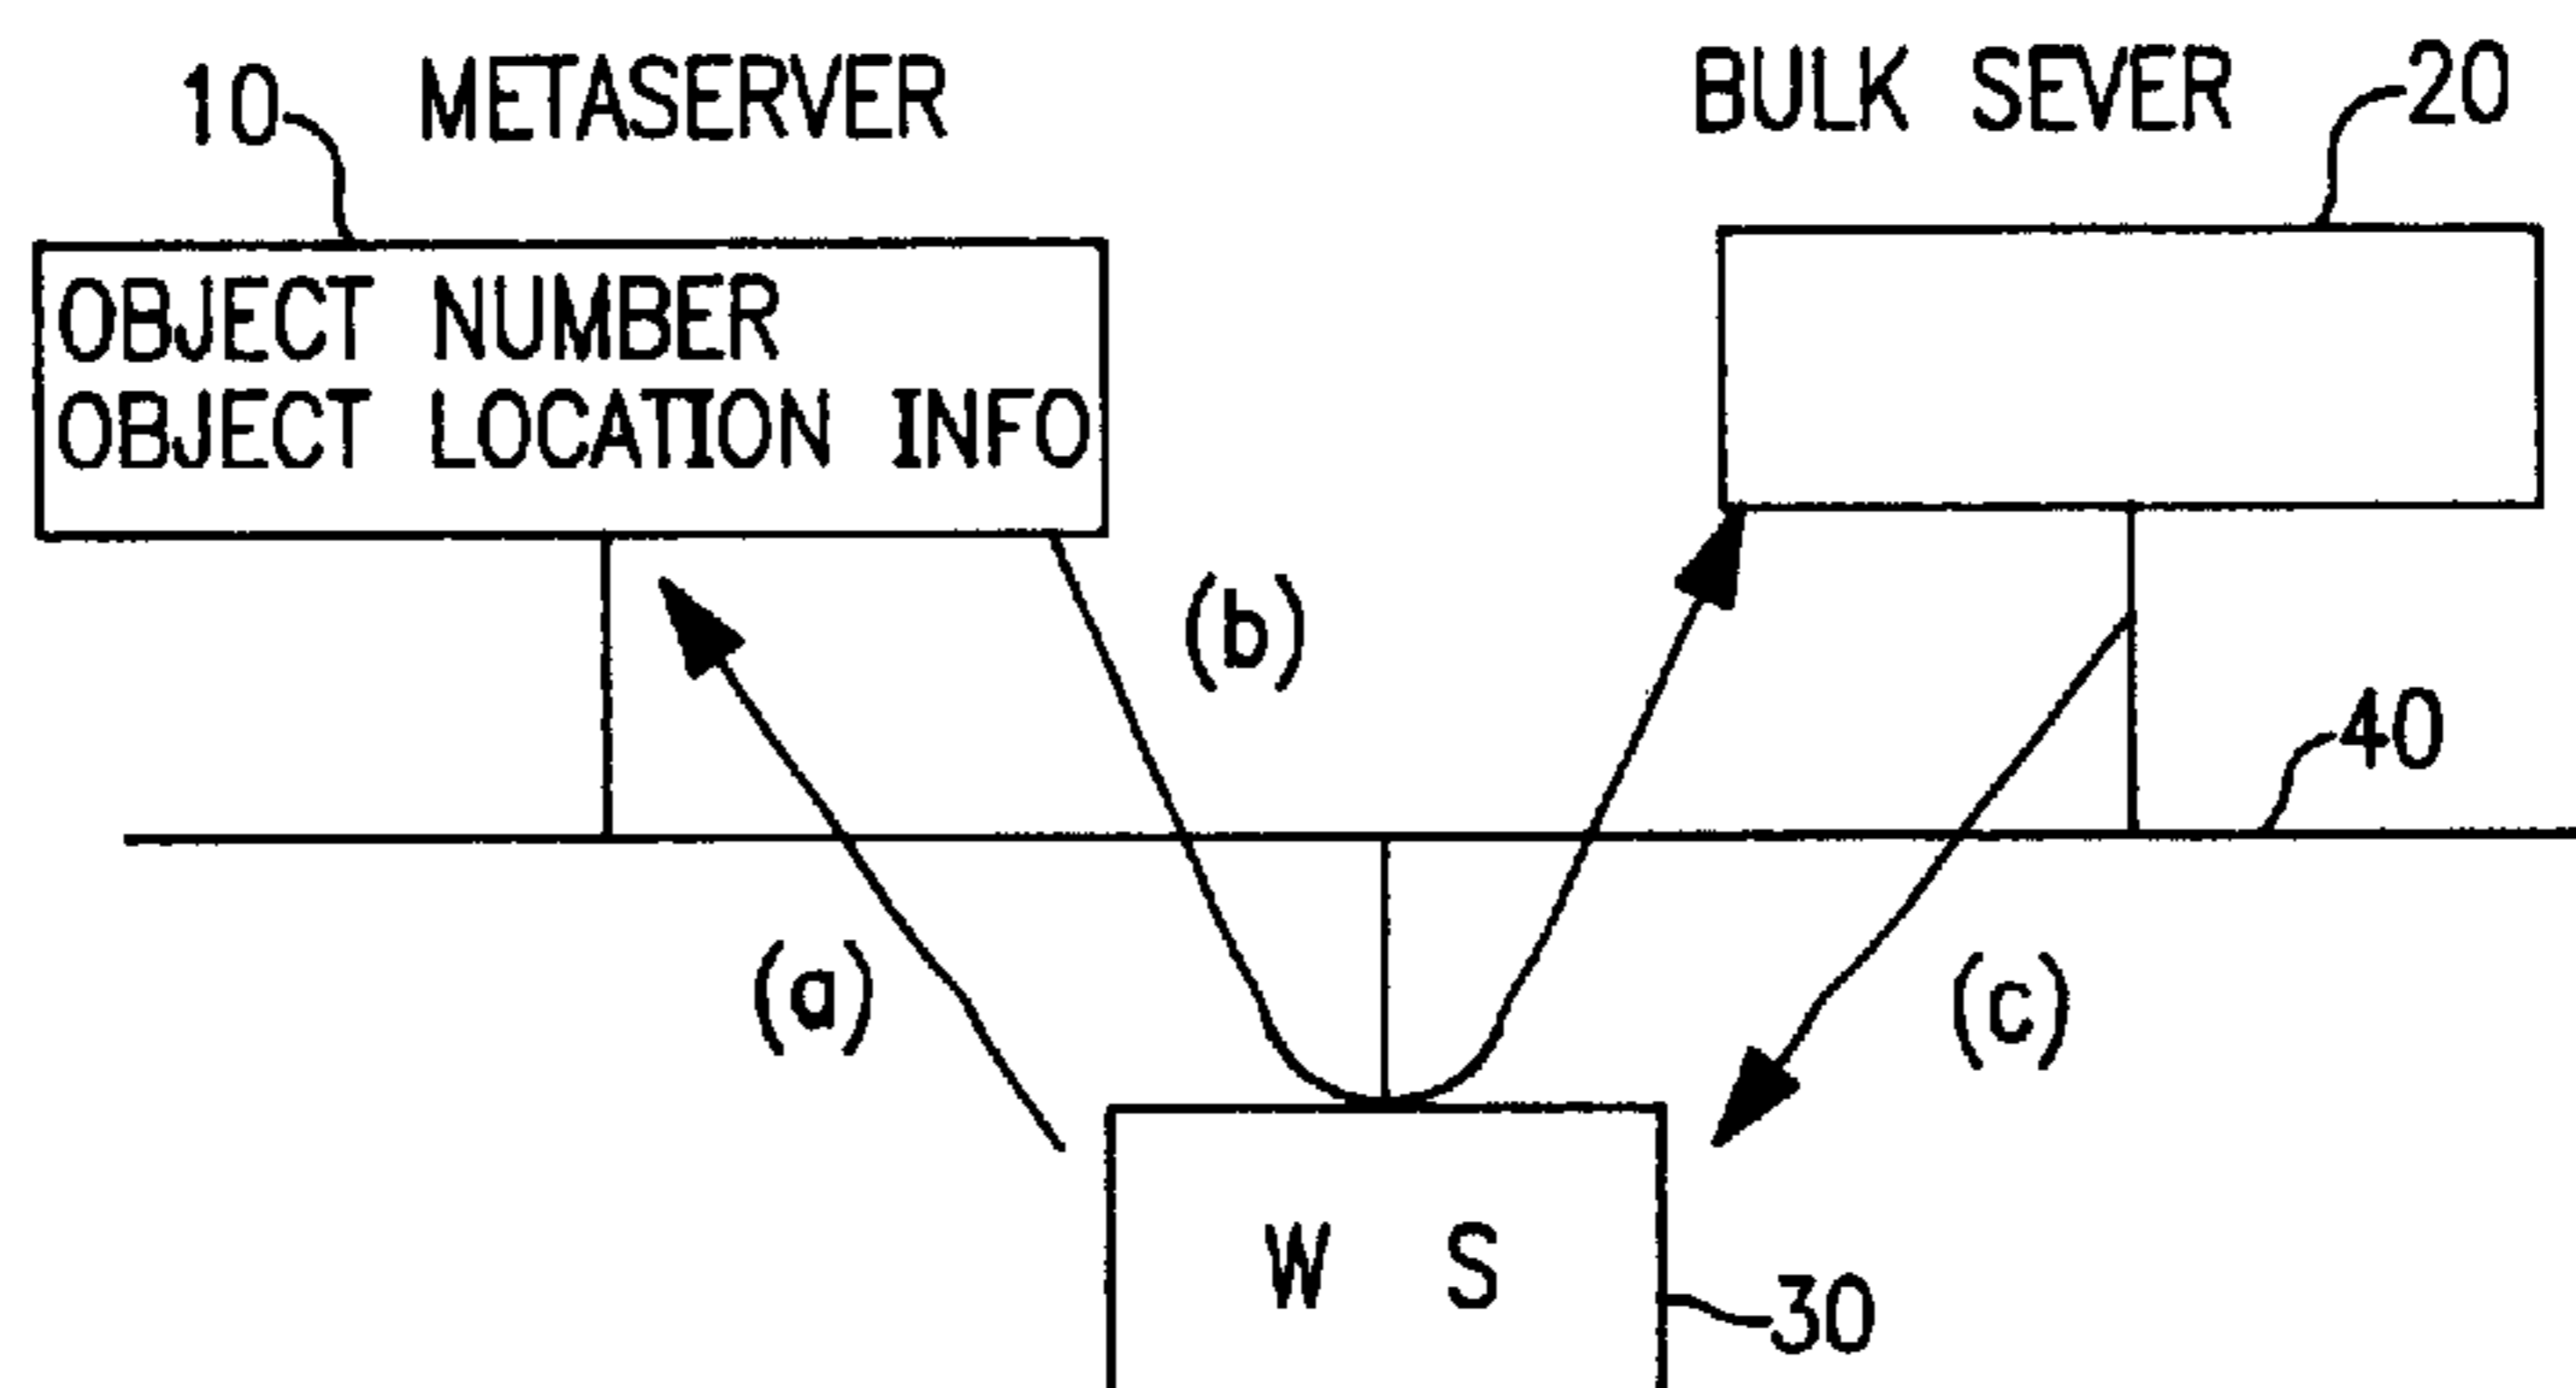 10 METASERVER
BULK SEVER 20
OBJECT NUMBER
OBJECT LOCATION INFO
(b)
40
(a)
(c)
W S
30